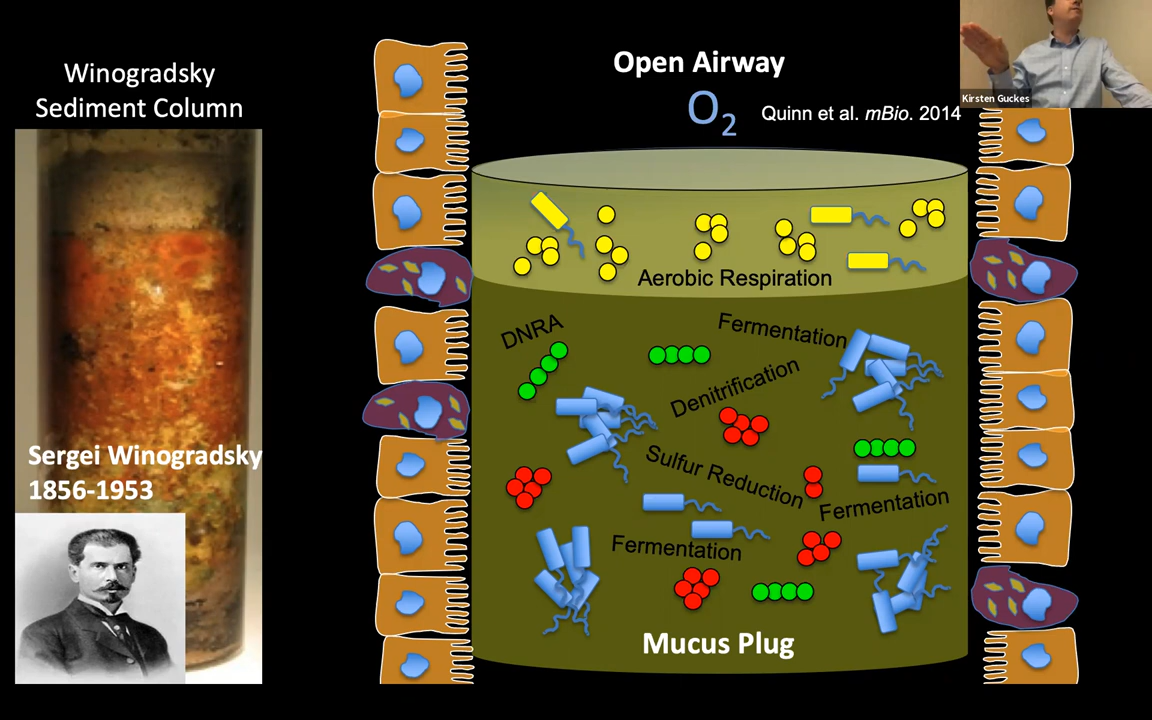 Winogradsky
Sediment Column
Sergei Winogradsky
1856-1953
Open Airway
O₂
Quinn et al. mBio. 2014
Kirsten Guckes
Aerobic Respiration
DNRA
Fermentation
Denitrification
Sulfur Reduction
Fermentation
Fermentation
Mucus Plug